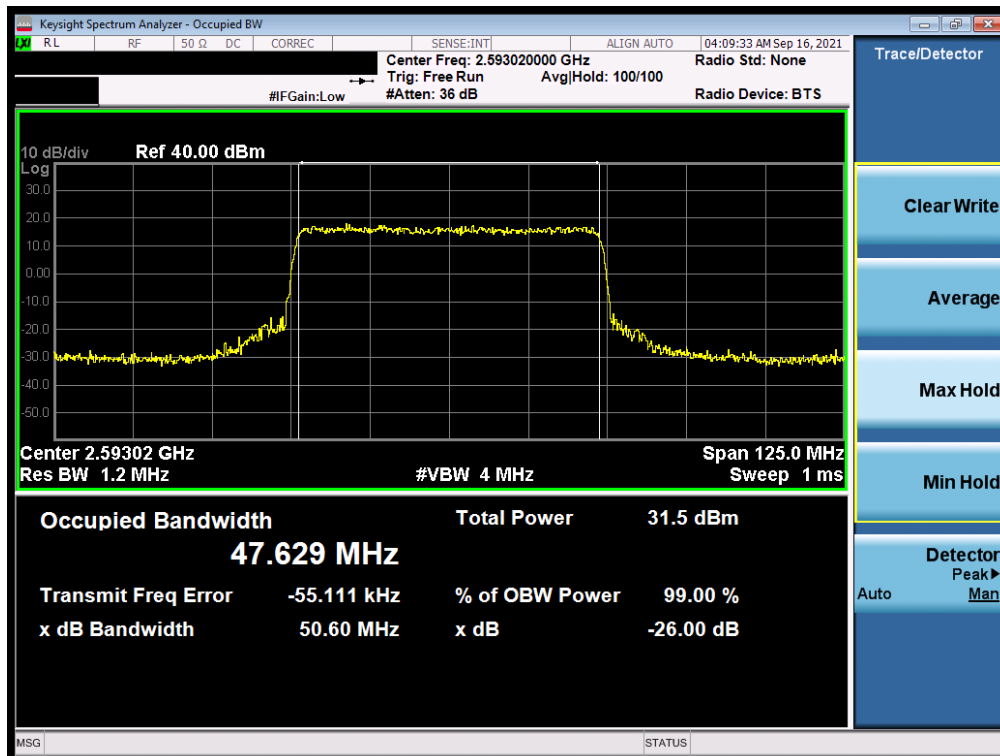 Keysight Spectrum Analyzer - Occupied BW
LXI RL RF 50 Ω DC CORREC SENSE:INT ALIGN AUTO 04:09:33 AM Sep 16, 2021
Center Freq: 2.593020000 GHz Radio Std: None
Trig: Free Run Avg|Hold: 100/100
#IFGain:Low #Atten: 36 dB Radio Device: BTS
10 dB/div Ref 40.00 dBm
Log
30.0
20.0
10.0
0.00
-10.0
-20.0
-30.0
-40.0
-50.0
Center 2.59302 GHz Span 125.0 MHz
Res BW 1.2 MHz #VBW 4 MHz Sweep 1 ms
Occupied Bandwidth Total Power 31.5 dBm
47.629 MHz
Transmit Freq Error -55.111 kHz % of OBW Power 99.00 %
x dB Bandwidth 50.60 MHz x dB -26.00 dB
MSG STATUS
Trace/Detector
Clear Write
Average
Max Hold
Min Hold
Detector
Peak▶
Auto Man